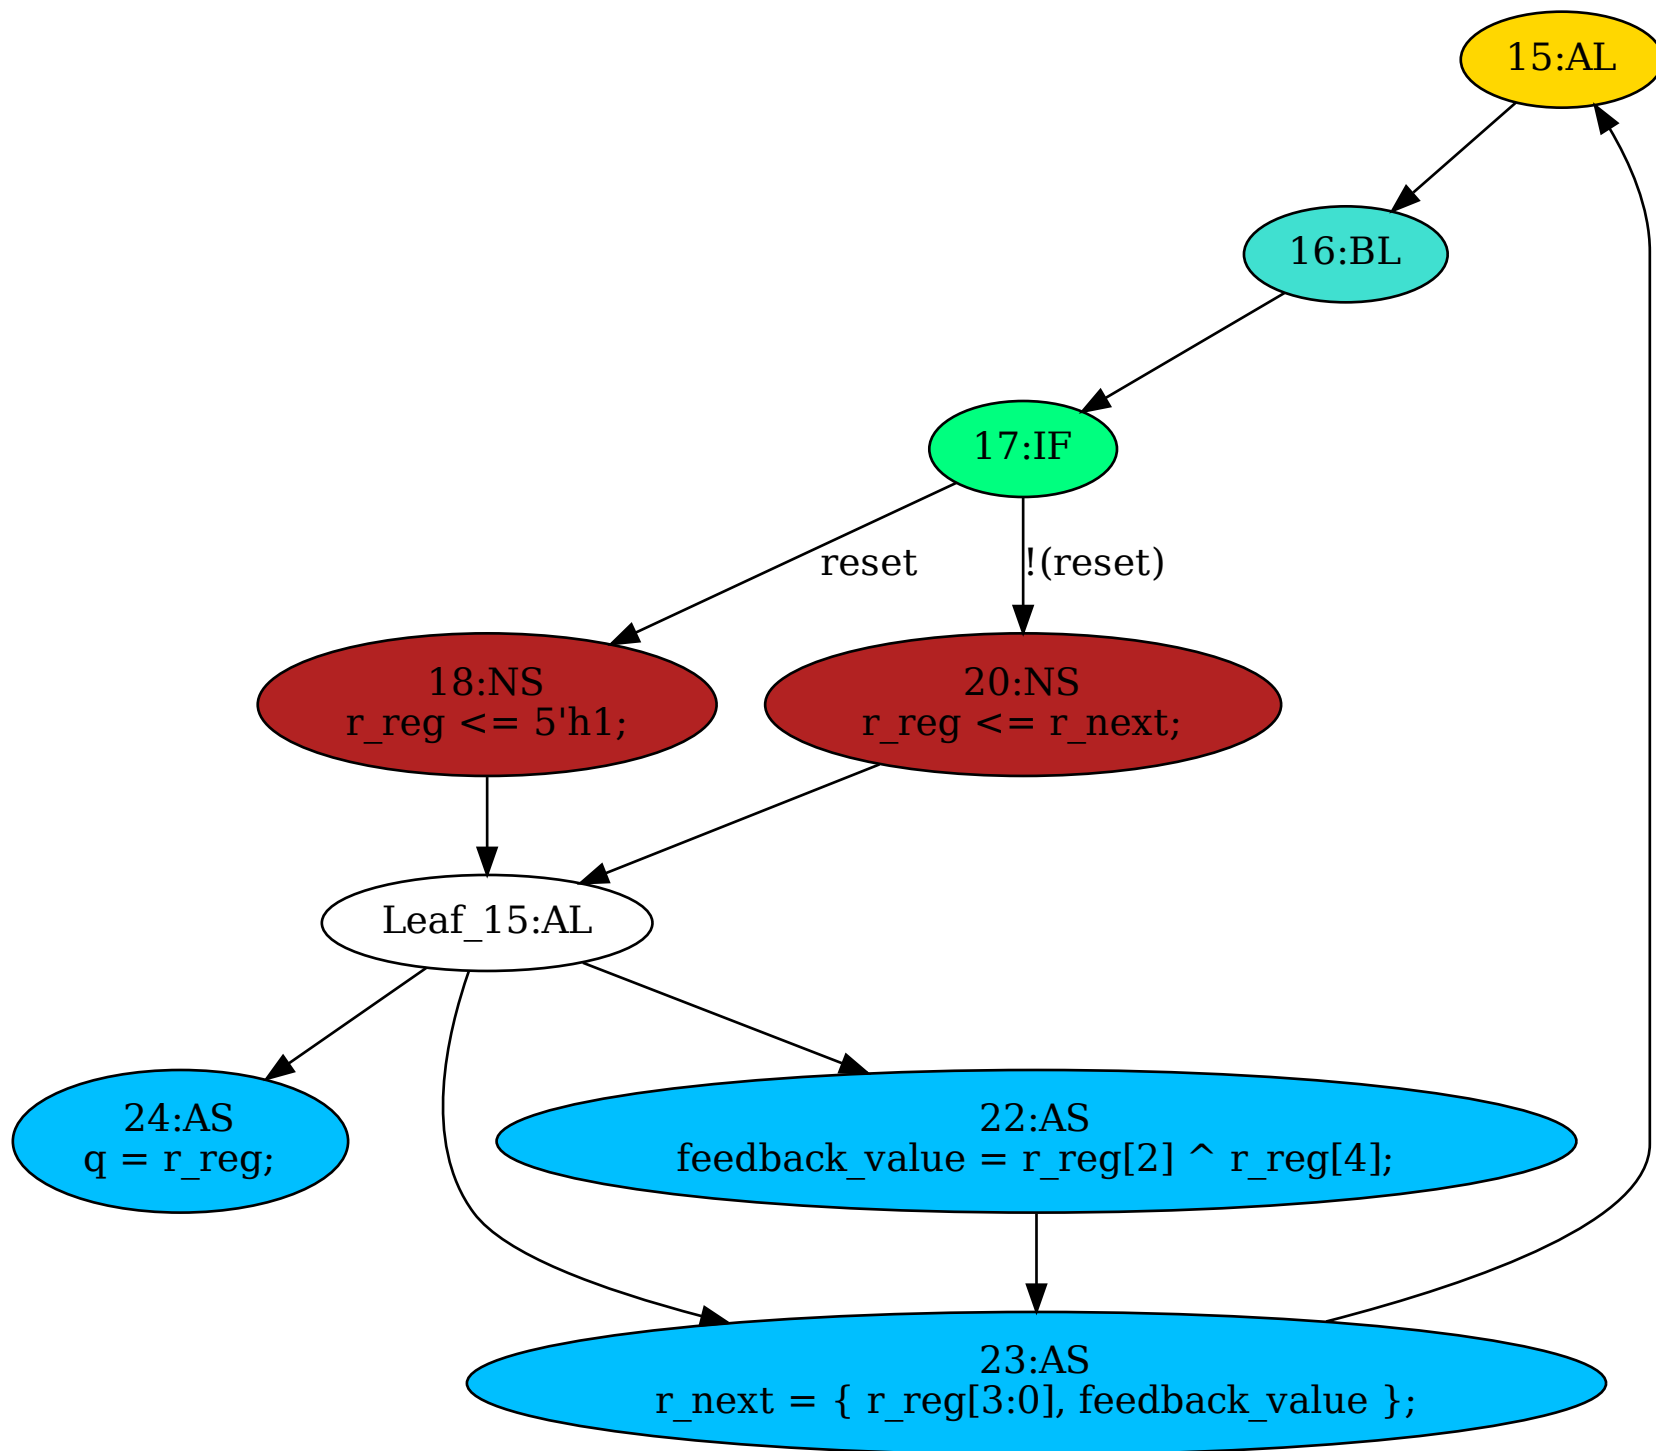 15:AL
16:BL
17:IF
reset
!(reset)
18:NS
r_reg <= 5'h1;
20:NS
r_reg <= r_next;
Leaf_15:AL
24:AS
q = r_reg;
22:AS
feedback_value = r_reg[2] ^ r_reg[4];
23:AS
r_next = { r_reg[3:0], feedback_value };